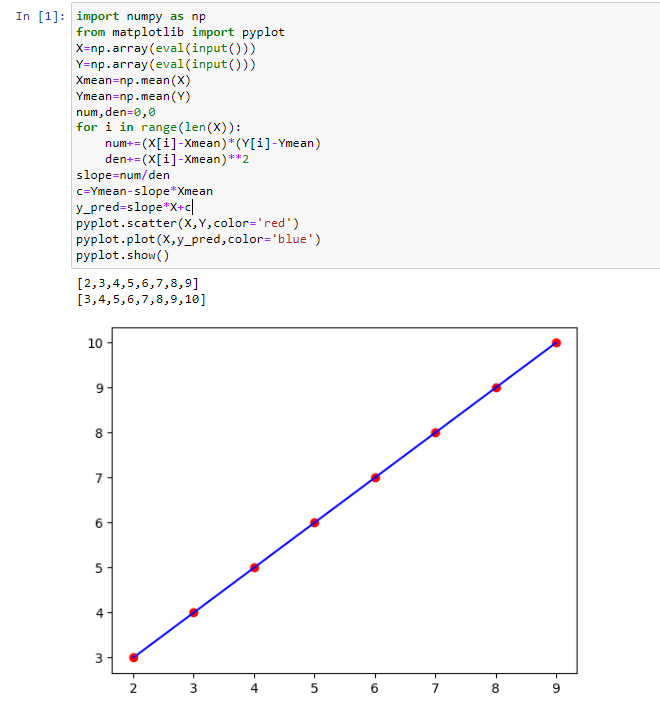 In [1]: import numpy as np
from matplotlib import pyplot
X=np.array(eval(input()))
Y=np.array(eval(input()))
Xmean=np.mean(X)
Ymean=np.mean(Y)
num,den=0,0
for i in range(len(X)):
    num+=(X[i]-Xmean)*(Y[i]-Ymean)
    den+=(X[i]-Xmean)**2
slope=num/den
c=Ymean-slope*Xmean
y_pred=slope*X+c
pyplot.scatter(X,Y,color='red')
pyplot.plot(X,y_pred,color='blue')
pyplot.show()
[2,3,4,5,6,7,8,9]
[3,4,5,6,7,8,9,10]
10
9
8
7
6
5
4
3
2 3 4 5 6 7 8 9